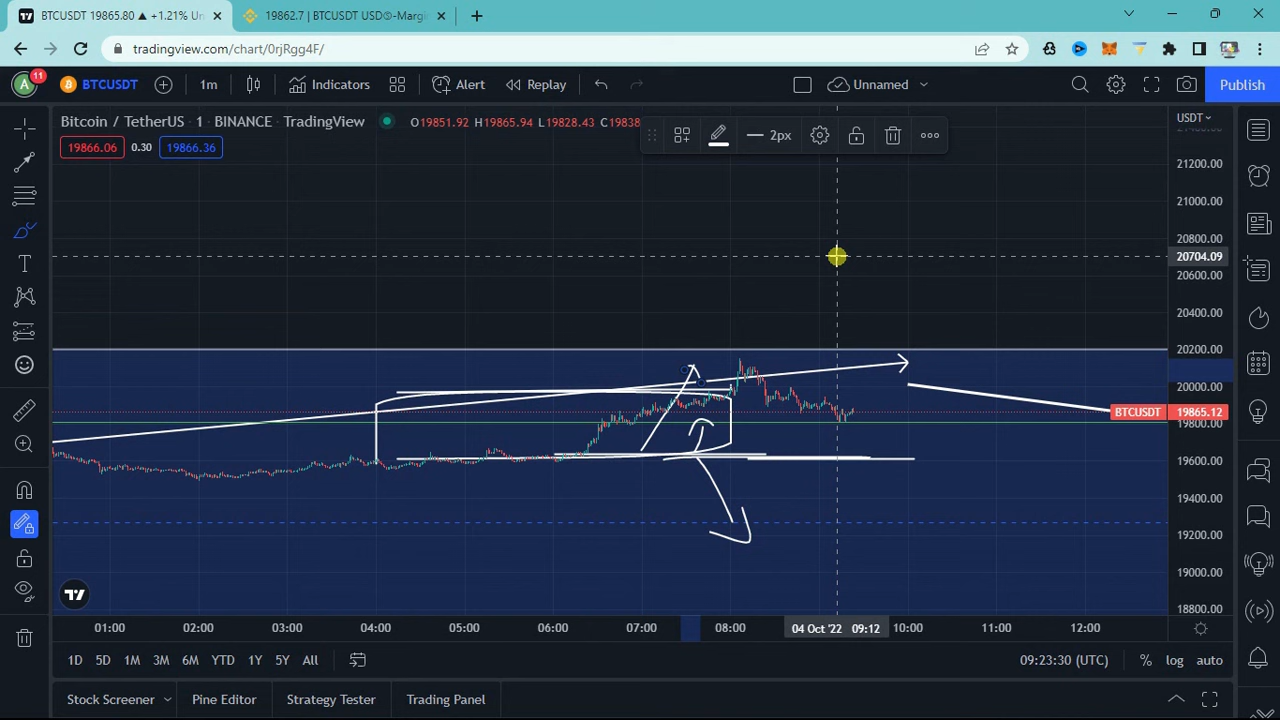 BTCUSDT 19865.80 ▲ +1.21% Un
19862.7 | BTCUSDT USDⓈ-Margi
tradingview.com/chart/0rjRgg4F/
A 11 BTCUSDT 1m Indicators Alert Replay Unnamed Publish
Bitcoin / TetherUS · 1 · BINANCE · TradingView O19851.92 H19865.94 L19828.43 C19838
2px
19866.06 0.30 19866.36
USDT
21200.00
21000.00
20800.00
20704.09
20600.00
20400.00
20200.00
20000.00
BTCUSDT 19865.12
19800.00
19600.00
19400.00
19200.00
19000.00
18800.00
01:00 02:00 03:00 04:00 05:00 06:00 07:00 08:00 04 Oct '22 09:12 10:00 11:00 12:00
1D 5D 1M 3M 6M YTD 1Y 5Y All 09:23:30 (UTC) % log auto
Stock Screener Pine Editor Strategy Tester Trading Panel